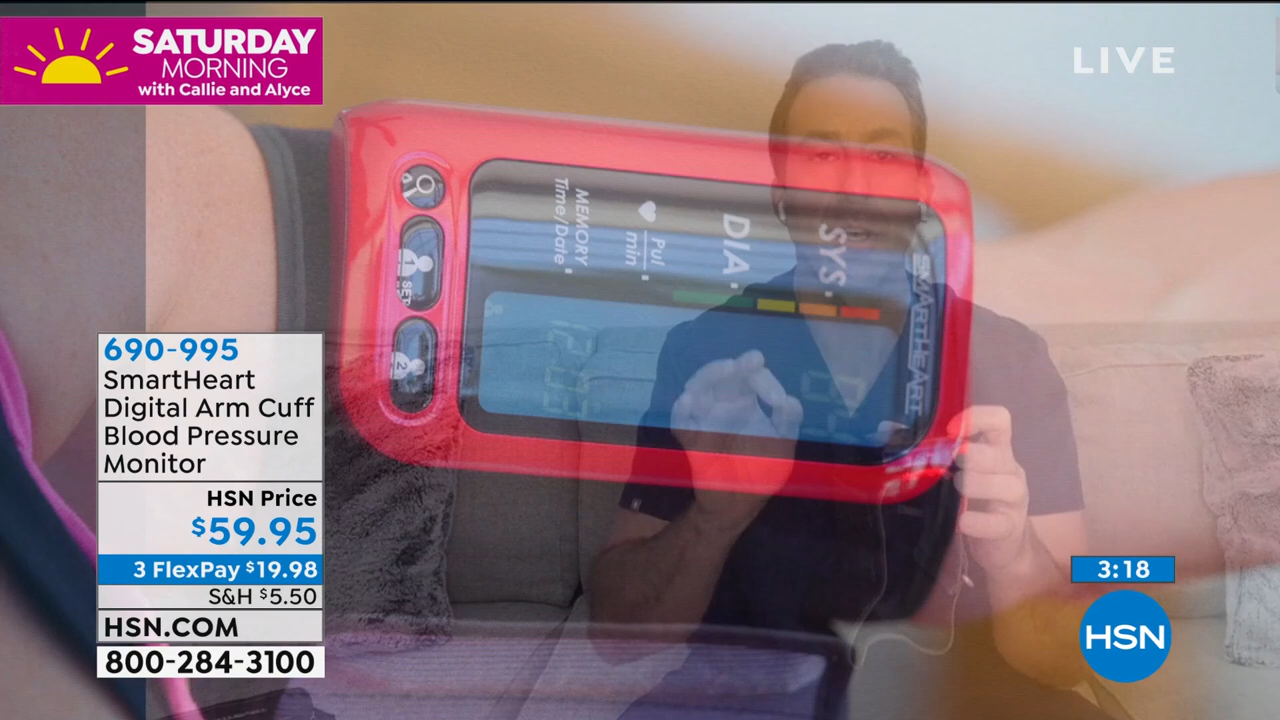 SATURDAY
MORNING
with Callie and Alyce
LIVE
MEMORY
Time/Date
Pul
min
DIA.
SYS.
SMARTHEART
1
SET
2
690-995
SmartHeart
Digital Arm Cuff
Blood Pressure
Monitor
HSN Price
$59.95
3 FlexPay $19.98
S&H $5.50
HSN.COM
800-284-3100
3:18
HSN